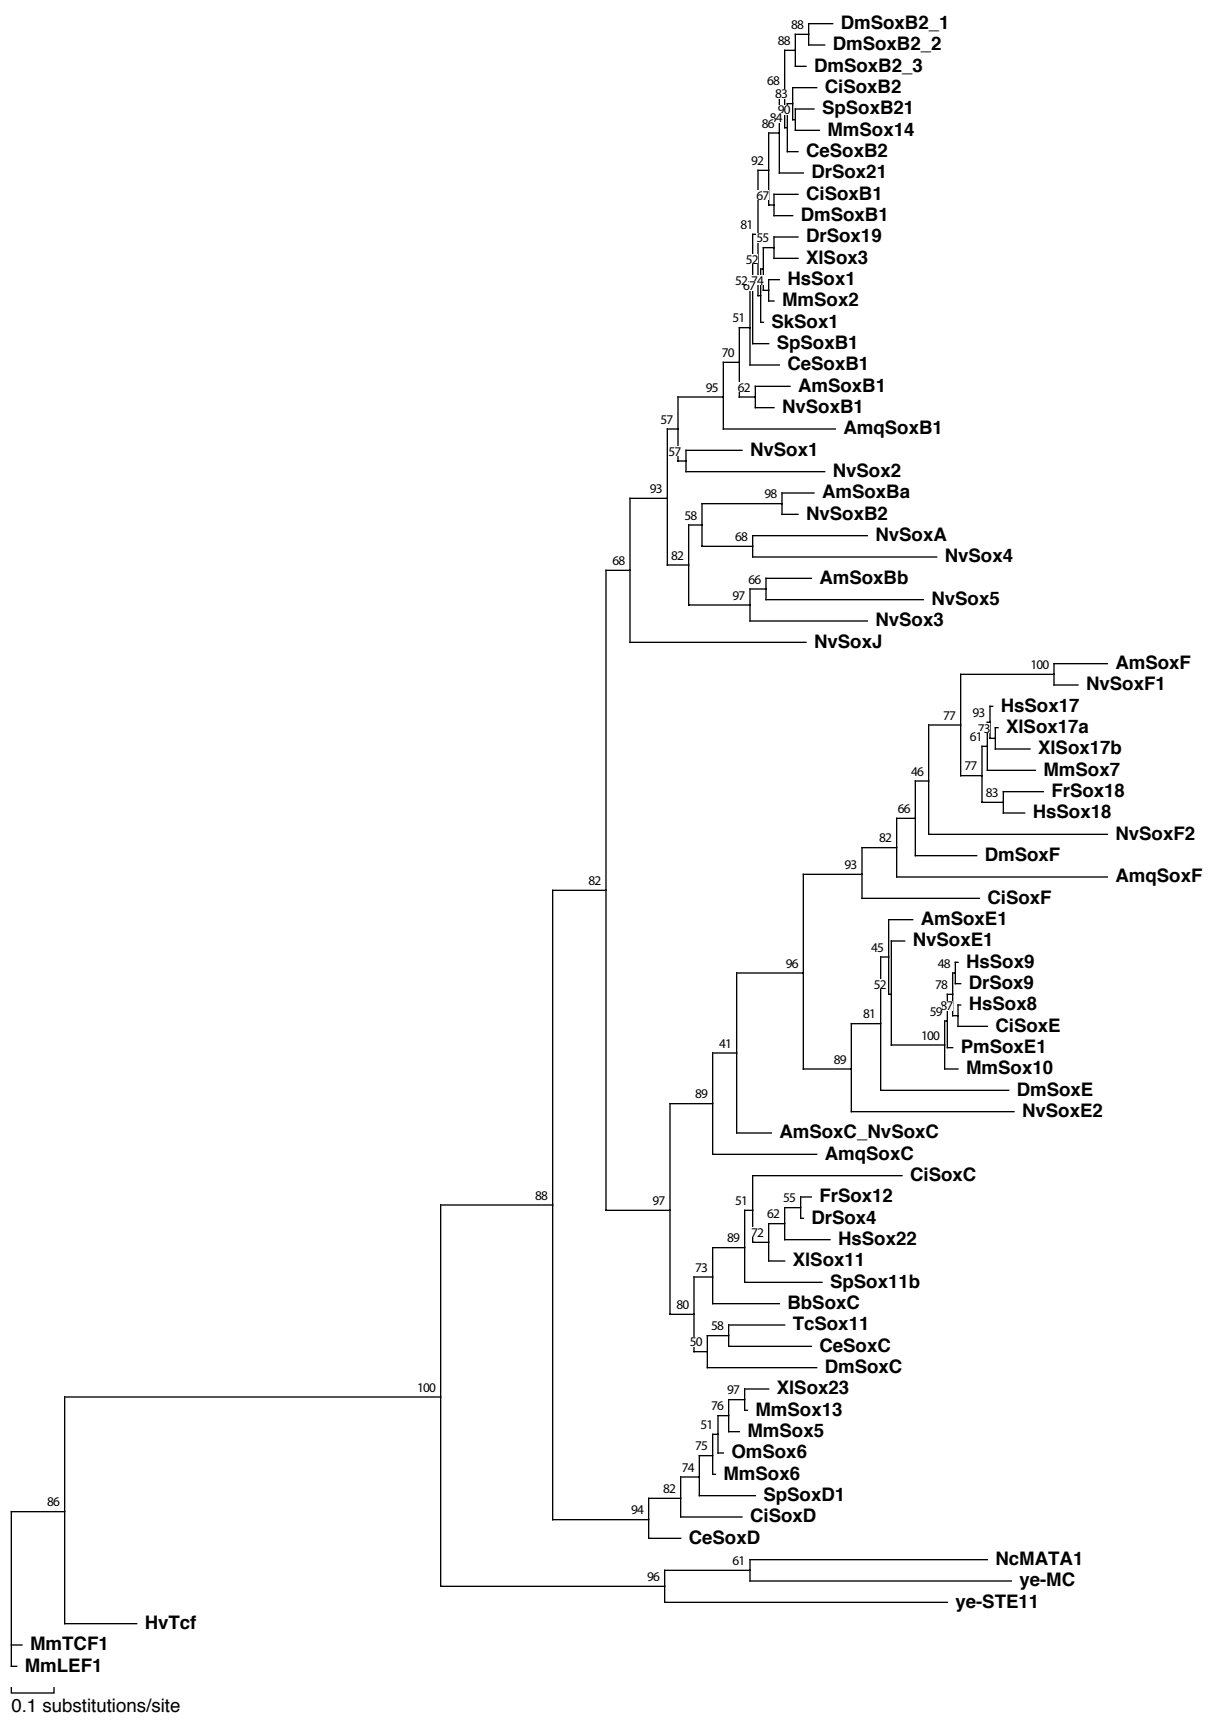 88
DmSoxB2_1
88
DmSoxB2_2
DmSoxB2_3
68
CiSoxB2
83
90
SpSoxB21
84
86
MmSox14
CeSoxB2
92
DrSox21
67
CiSoxB1
DmSoxB1
81
55
DrSox19
52
XlSox3
52
74
67
HsSox1
MmSox2
51
SkSox1
SpSoxB1
70
CeSoxB1
95
62
AmSoxB1
NvSoxB1
57
AmqSoxB1
57
NvSox1
NvSox2
93
98
AmSoxBa
58
NvSoxB2
68
NvSoxA
82
NvSox4
68
66
AmSoxBb
97
NvSox5
NvSox3
NvSoxJ
100
AmSoxF
NvSoxF1
77
93
HsSox17
73
XlSox17a
61
XlSox17b
77
MmSox7
46
83
FrSox18
66
HsSox18
82
NvSoxF2
93
DmSoxF
82
AmqSoxF
CiSoxF
AmSoxE1
45
NvSoxE1
96
48
HsSox9
52
78
DrSox9
59
87
HsSox8
81
CiSoxE
100
PmSoxE1
41
89
MmSox10
DmSoxE
89
NvSoxE2
AmSoxC_NvSoxC
AmqSoxC
88
97
CiSoxC
51
55
FrSox12
62
DrSox4
89
72
HsSox22
XlSox11
73
SpSox11b
80
BbSoxC
58
TcSox11
50
CeSoxC
DmSoxC
100
97
XlSox23
76
MmSox13
51
MmSox5
75
OmSox6
74
MmSox6
82
SpSoxD1
94
CiSoxD
CeSoxD
86
61
NcMATA1
96
ye-MC
ye-STE11
HvTcf
MmTCF1
MmLEF1
0.1 substitutions/site